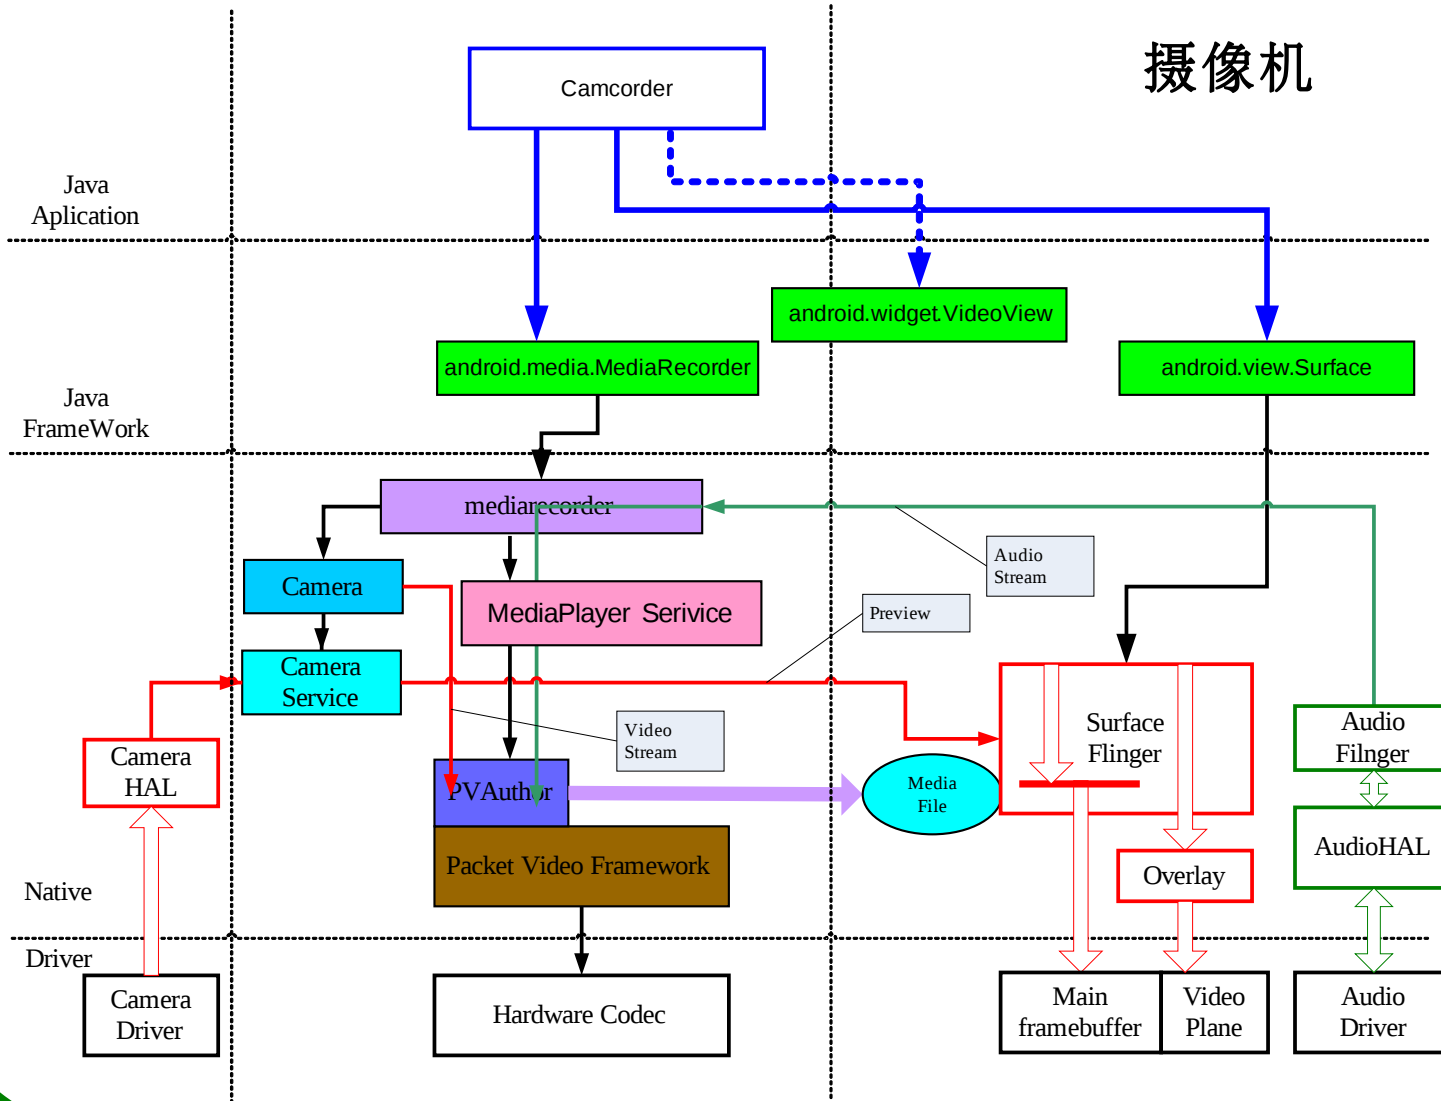 摄像机
Camcorder
Java
Aplication
android.widget.VideoView
android.media.MediaRecorder
android.view.Surface
Java
FrameWork
mediarecorder
Audio
Stream
Camera
MediaPlayer Serivice
Preview
Camera
Service
Video
Stream
Surface
Flinger
Audio
Filnger
Camera
HAL
PVAuthor
Media
File
AudioHAL
Packet Video Framework
Overlay
Native
Driver
Camera
Driver
Hardware Codec
Main
framebuffer
Video
Plane
Audio
Driver